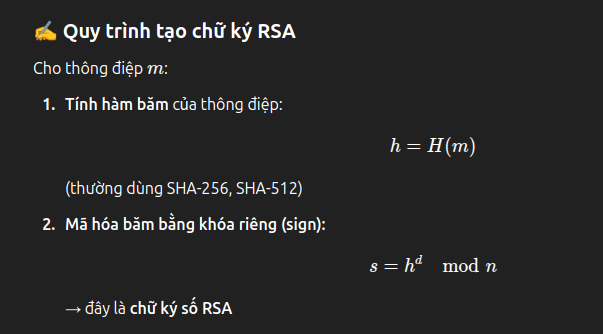 ✍️ Quy trình tạo chữ ký RSA
Cho thông điệp m:
1. Tính hàm băm của thông điệp:
h = H(m)
(thường dùng SHA-256, SHA-512)
2. Mã hóa băm bằng khóa riêng (sign):
s = h^d mod n
→ đây là chữ ký số RSA